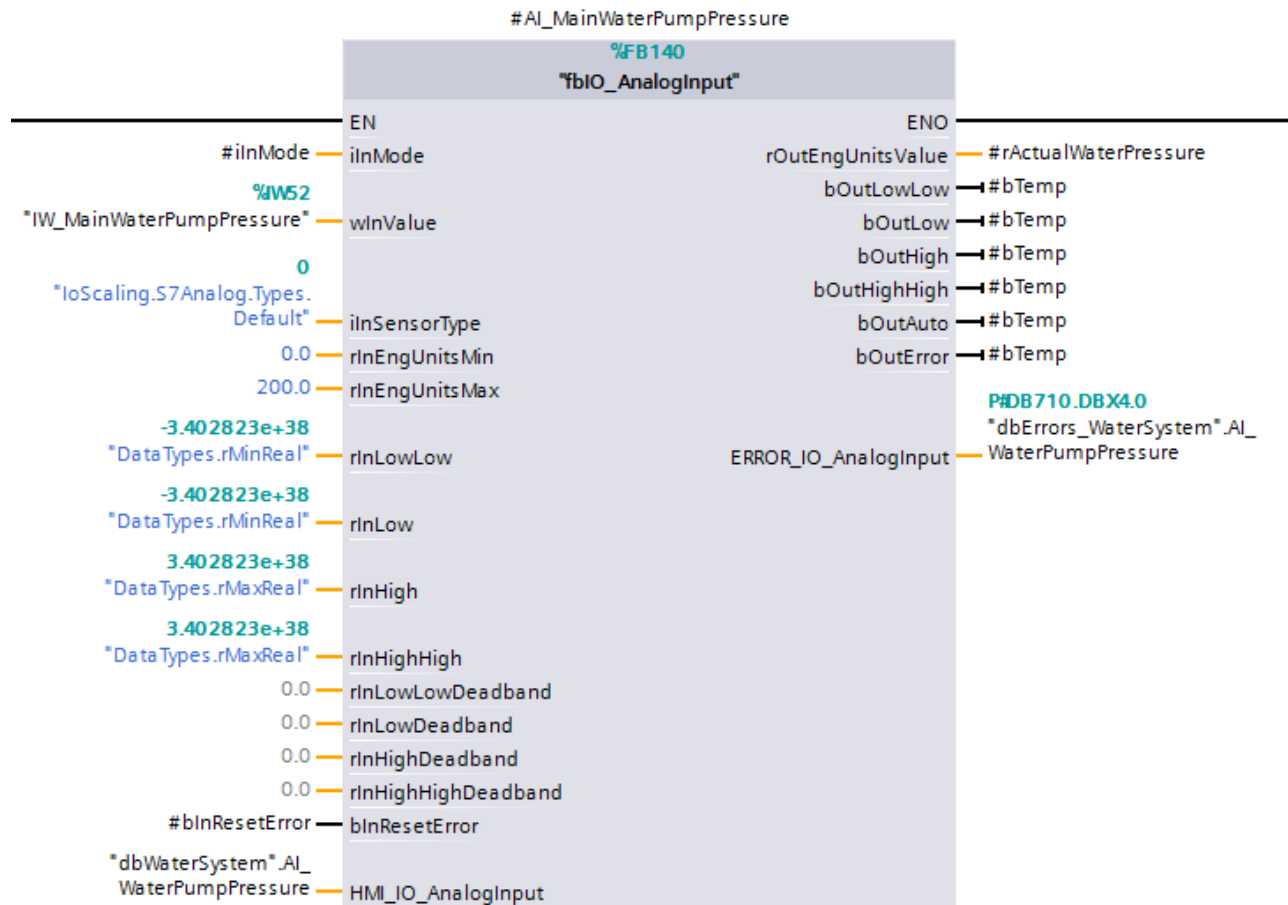 #AI_MainWaterPumpPressure
%FB140
"fbIO_AnalogInput"
EN ENO
#iInMode iInMode rOutEngUnitsValue #rActualWaterPressure
%IW52
"IW_MainWaterPumpPressure" wInValue
bOutLowLow #bTemp
bOutLow #bTemp
bOutHigh #bTemp
bOutHighHigh #bTemp
bOutAuto #bTemp
bOutError #bTemp
0
"IoScaling.S7Analog.Types.
Default" iInSensorType
0.0 rInEngUnitsMin
200.0 rInEngUnitsMax
-3.402823e+38
"DataTypes.rMinReal" rInLowLow
P#DB710.DBX4.0
"dbErrors_WaterSystem".AI_
ERROR_IO_AnalogInput WaterPumpPressure
-3.402823e+38
"DataTypes.rMinReal" rInLow
3.402823e+38
"DataTypes.rMaxReal" rInHigh
3.402823e+38
"DataTypes.rMaxReal" rInHighHigh
0.0 rInLowLowDeadband
0.0 rInLowDeadband
0.0 rInHighDeadband
0.0 rInHighHighDeadband
#bInResetError bInResetError
"dbWaterSystem".AI_
WaterPumpPressure HMI_IO_AnalogInput